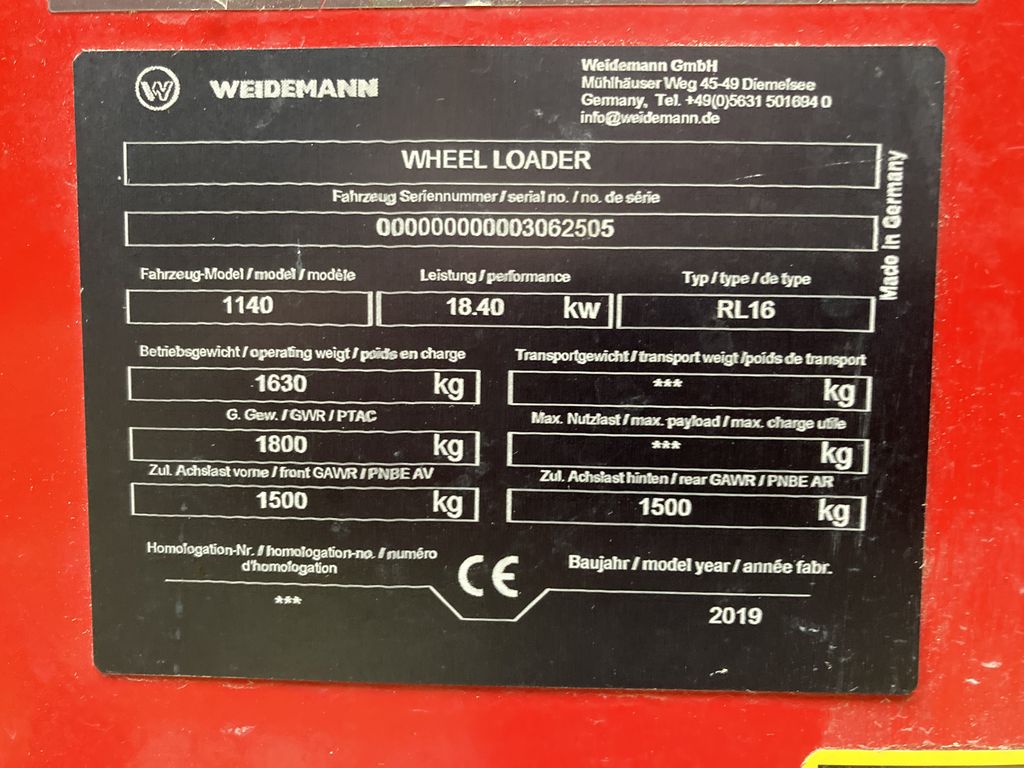 W WEIDEMANN
Weidemann GmbH
Mühlhäuser Weg 45-49 Diemelsee
Germany, Tel. +49(0)5631 501694 0
info@weidemann.de
WHEEL LOADER
Fahrzeug Seriennummer / serial no. / no. de série
000000000003062505
Made in Germany
Fahrzeug-Model / model / modèle
Leistung / performance
Typ / type / de type
1140
18.40 kw
RL16
Betriebsgewicht / operating weigt / poids en charge
Transportgewicht / transport weigt /poids de transport
1630 kg
*** kg
G. Gew. / GWR / PTAC
Max. Nutzlast / max. payload / max. charge utile
1800 kg
*** kg
Zul. Achslast vorne / front GAWR / PNBE AV
Zul. Achslast hinten / rear GAWR / PNBE AR
1500 kg
1500 kg
Homologation-Nr. / homologation-no. / numéro
d'homologation
***
CE
Baujahr / model year / année fabr.
2019